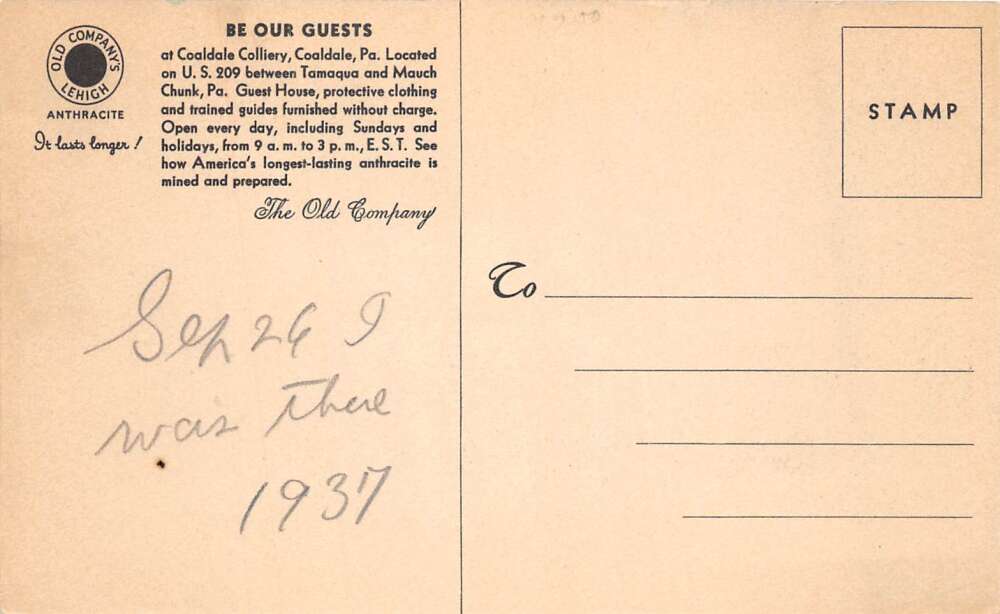 OLD COMPANY'S
LEHIGH
ANTHRACITE
It lasts longer!
BE OUR GUESTS
at Coaldale Colliery, Coaldale, Pa. Located
on U. S. 209 between Tamaqua and Mauch
Chunk, Pa. Guest House, protective clothing
and trained guides furnished without charge.
Open every day, including Sundays and
holidays, from 9 a. m. to 3 p. m., E. S. T. See
how America's longest-lasting anthracite is
mined and prepared.
The Old Company
Sep 26 I
was there
1937
STAMP
To